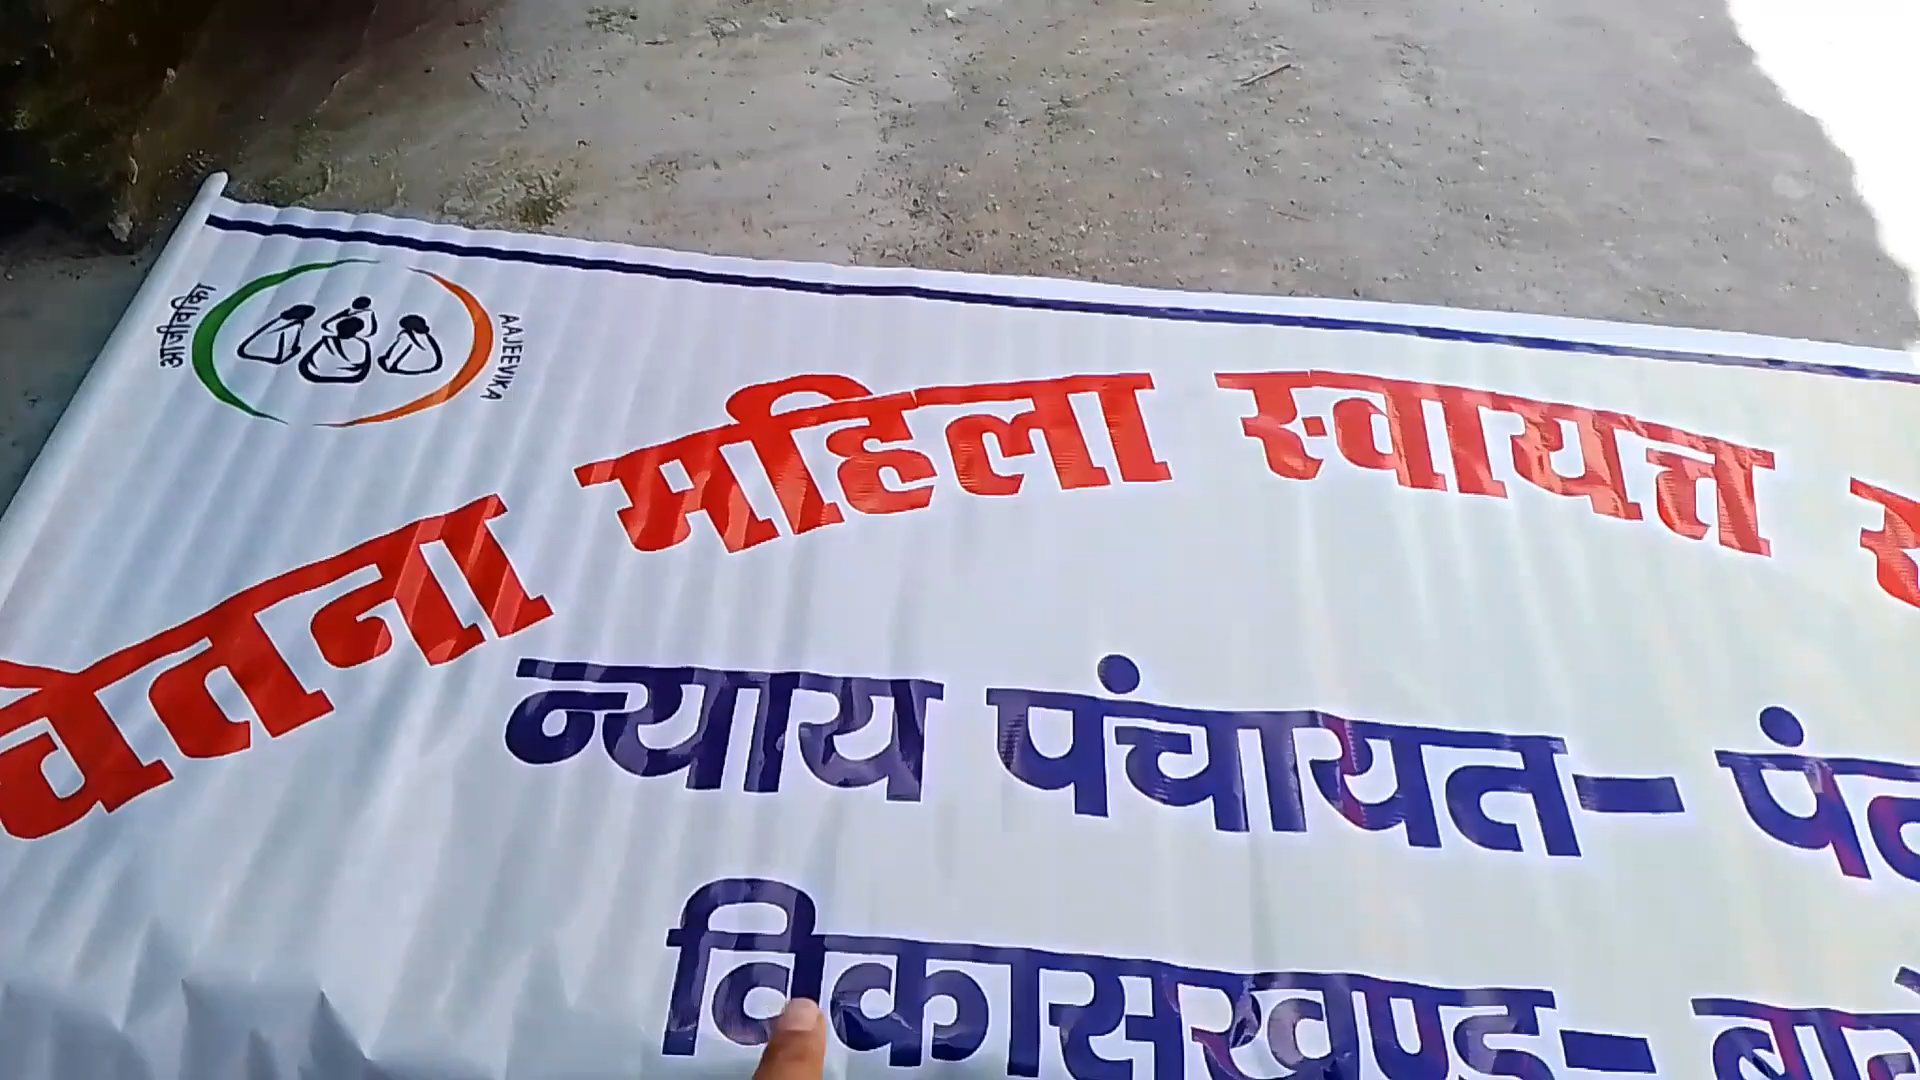 आजीविका
AAJEEVIKA
चेतना महिला स्वायत्त
न्याय पंचायत-
विकासखण्ड-